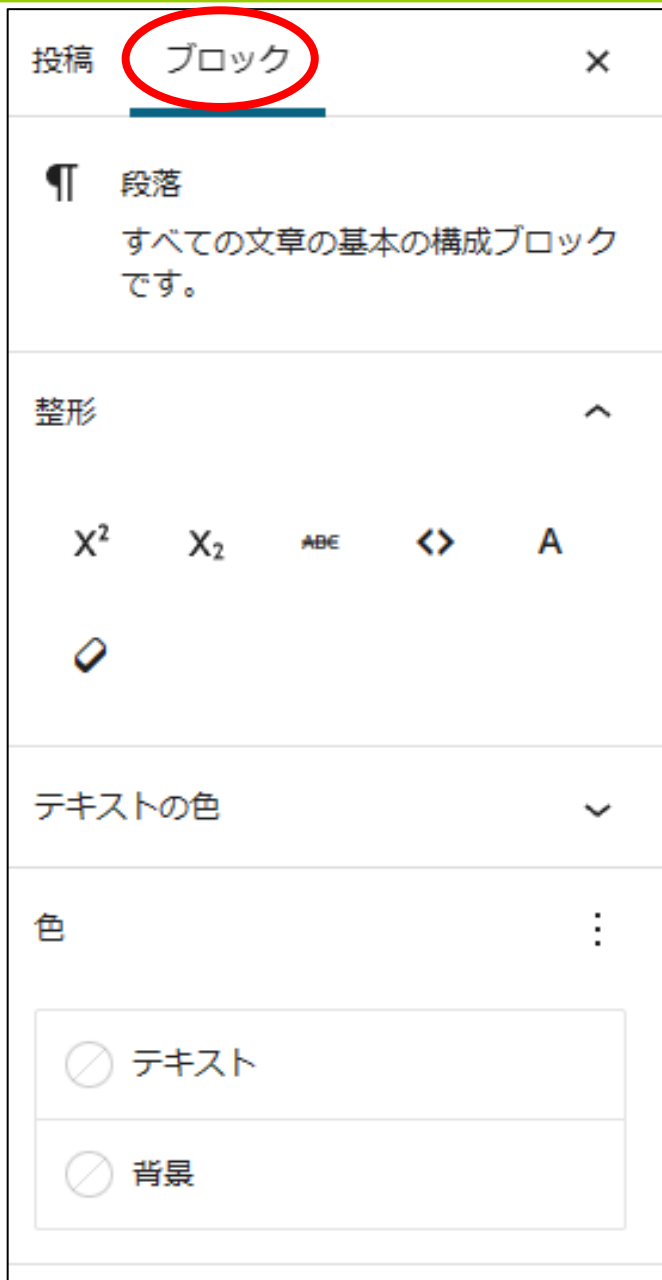 投稿 ブロック ×
¶ 段落
すべての文章の基本の構成ブロック
です。
整形
X² X₂ ABC <> A
テキストの色
色
テキスト
背景